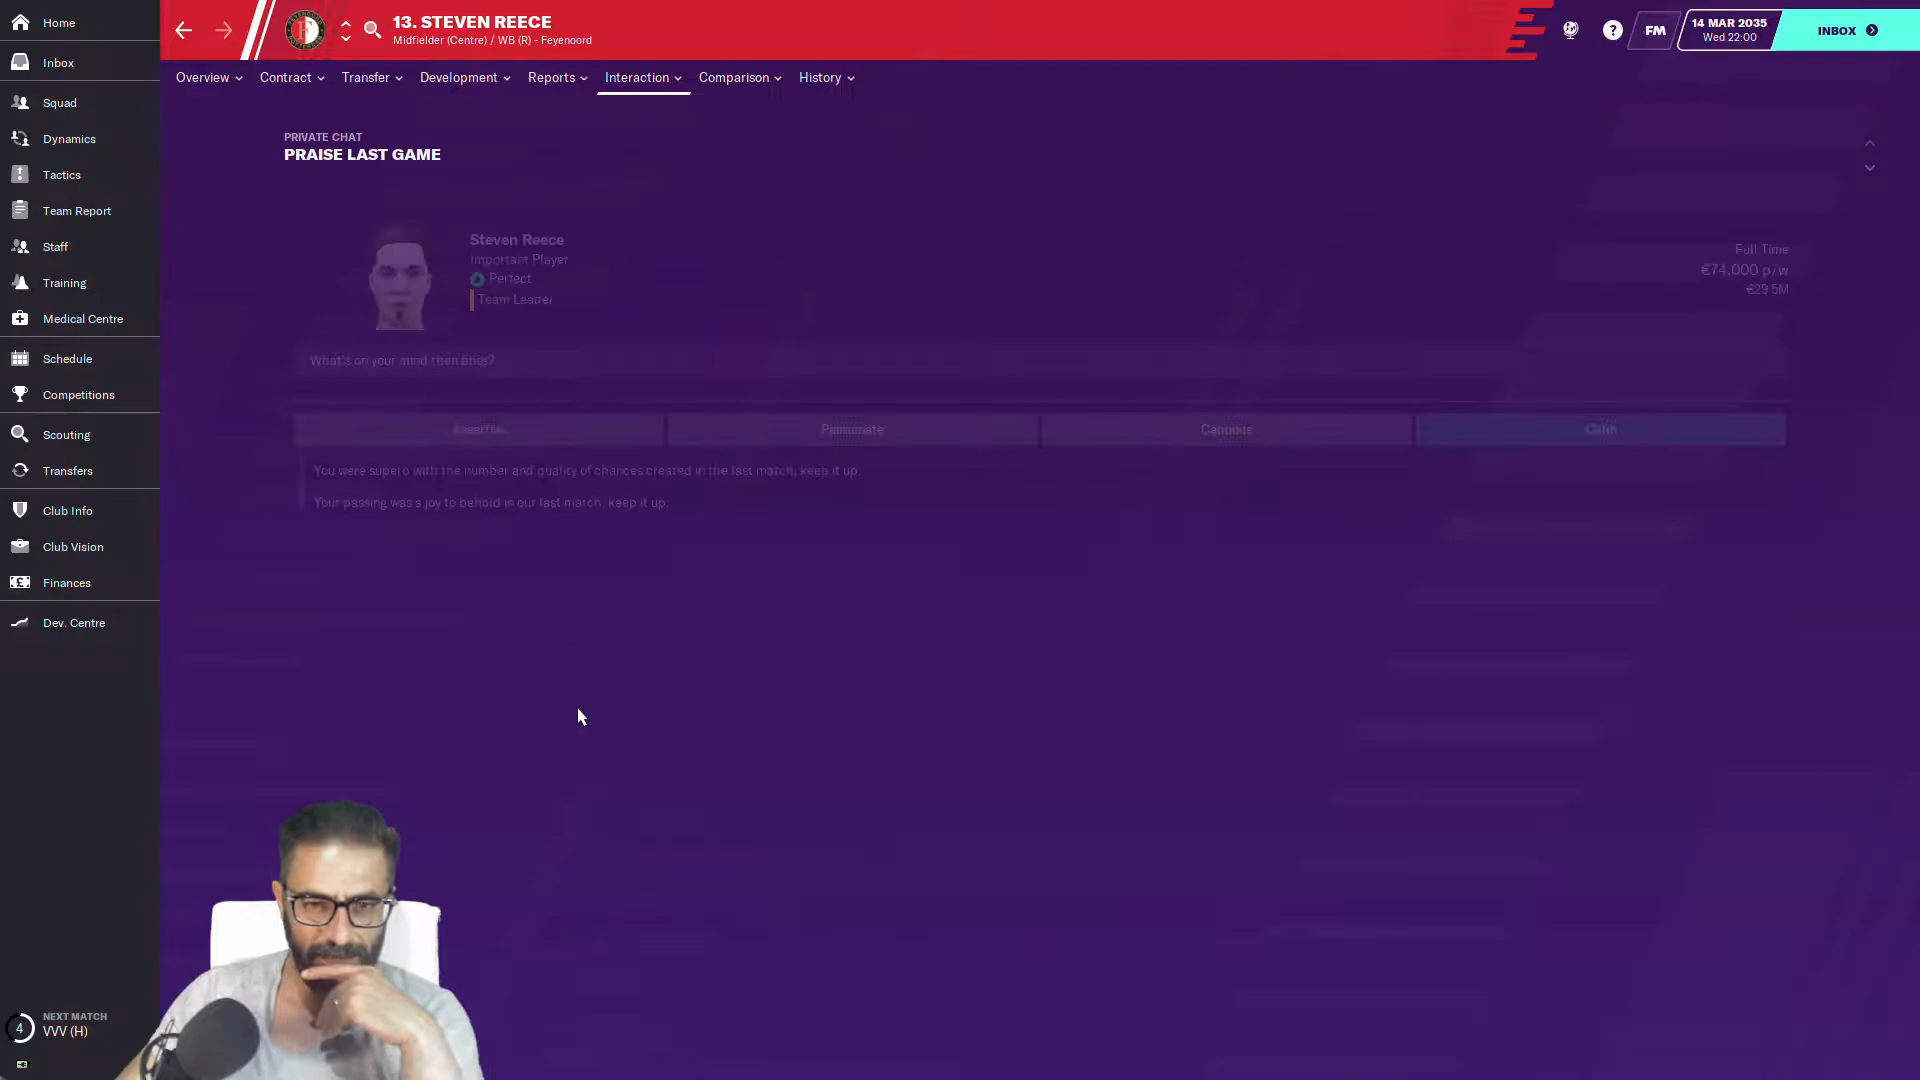 Home
Inbox
Squad
Dynamics
Tactics
Team Report
Staff
Training
Medical Centre
Schedule
Competitions
Scouting
Transfers
Club Info
Club Vision
Finances
Dev. Centre
4
NEXT MATCH
VVV (H)
13. STEVEN REECE
Midfielder (Centre) / WB (R) - Feyenoord
?
FM
14 MAR 2035
Wed 22:00
INBOX
Overview
Contract
Transfer
Development
Reports
Interaction
Comparison
History
PRIVATE CHAT
PRAISE LAST GAME
Steven Reece
Important Player
Perfect
Team Leader
Full Time
€74.000 p/w
€29.5M
What's on your mind then boss?
Passionate
Cautious
Calm
You were superb with the number and quality of chances created in the last match, keep it up.
Your passing was a joy to behold in our last match, keep it up.